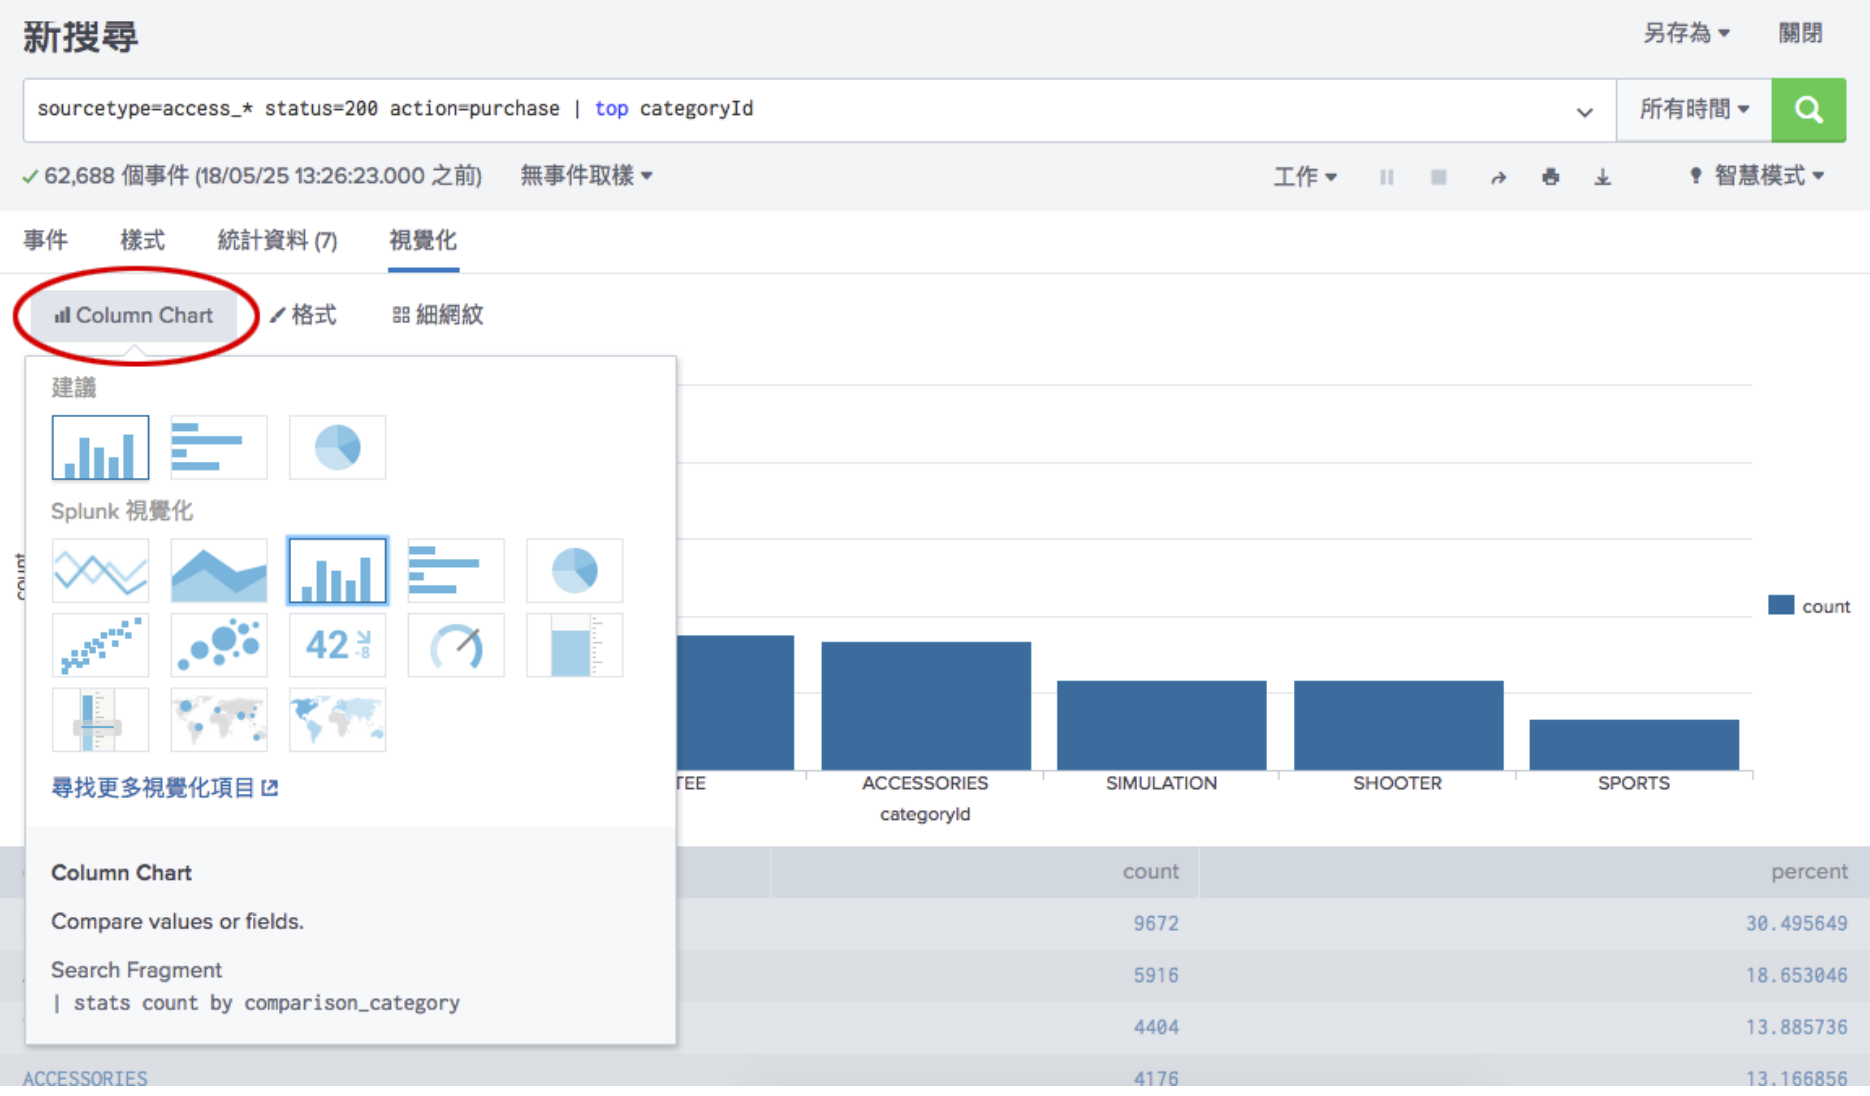 新搜尋
另存為 關閉
sourcetype=access_* status=200 action=purchase | top categoryId
所有時間
62,688 個事件 (18/05/25 13:26:23.000 之前) 無事件取樣
工作 智慧模式
事件 樣式 統計資料 (7) 視覺化
Column Chart 格式 細網紋
建議
Splunk 視覺化
42 -8
尋找更多視覺化項目
Column Chart
Compare values or fields.
Search Fragment
| stats count by comparison_category
count
count
TEE ACCESSORIES SIMULATION SHOOTER SPORTS
categoryId
count percent
9672 30.495649
5916 18.653046
4404 13.885736
ACCESSORIES 4176 13.166856